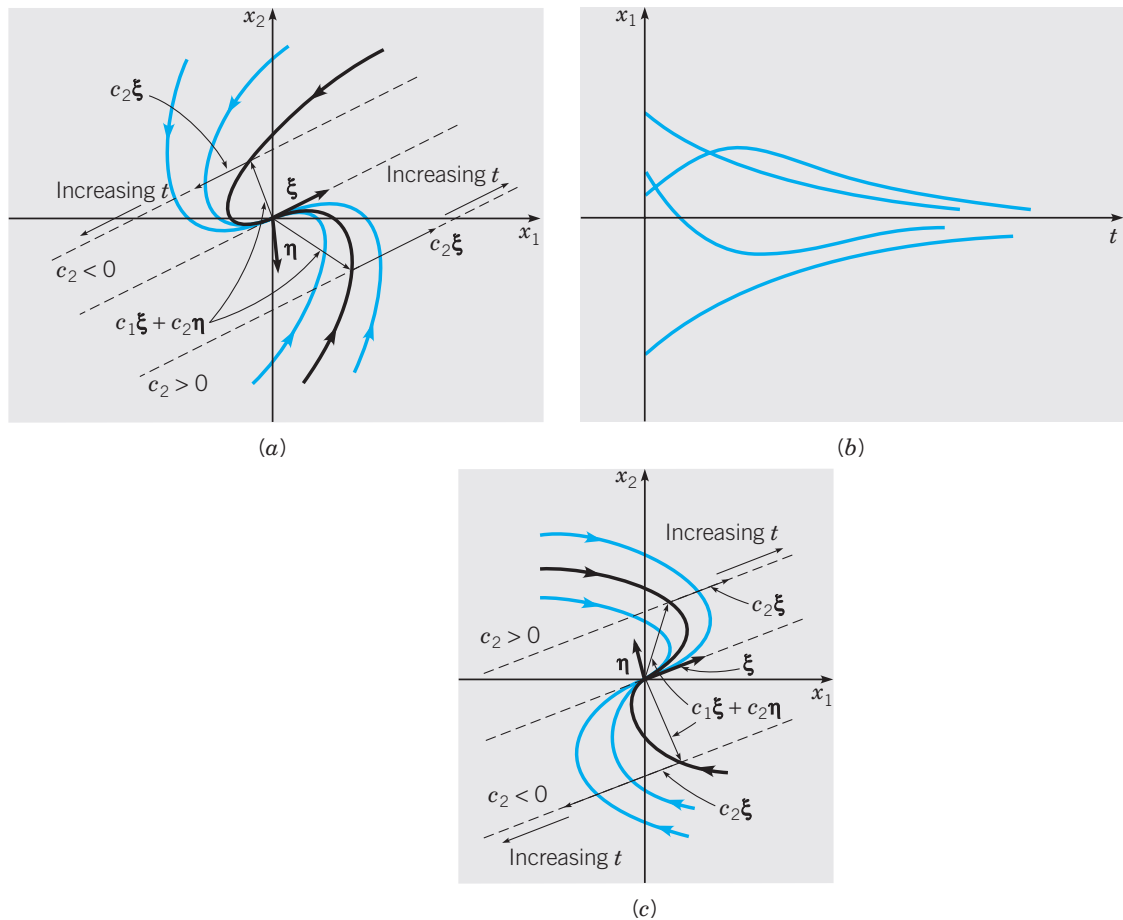 x₂
c₂ξ
Increasing t
Increasing t
ξ
x₁
c₂ξ
η
c₂ < 0
c₁ξ + c₂η
c₂ > 0
(a)
x₁
t
(b)
x₂
Increasing t
c₂ξ
c₂ > 0
η
ξ
x₁
c₁ξ + c₂η
c₂ < 0
c₂ξ
Increasing t
(c)